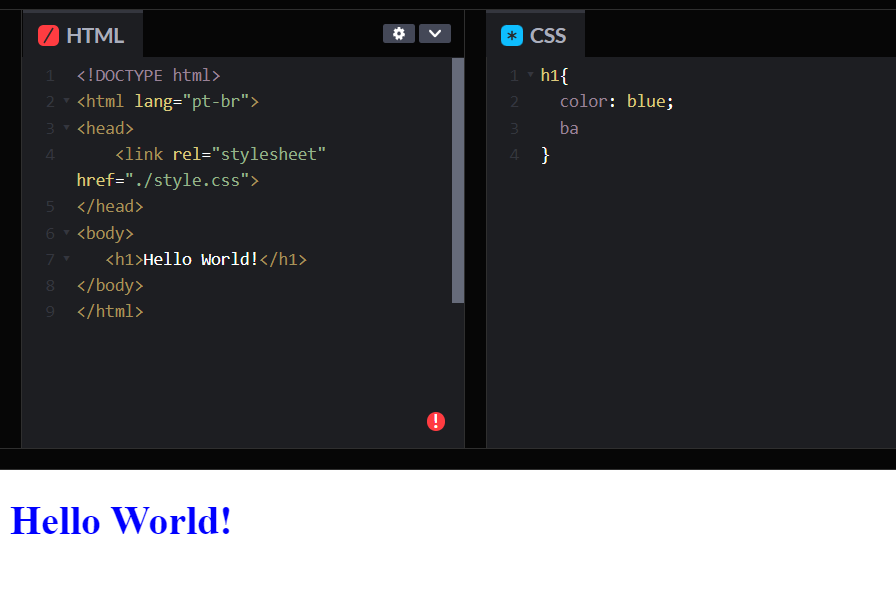 HTML
1 <!DOCTYPE html>
2 <html lang="pt-br">
3 <head>
4     <link rel="stylesheet"
href="./style.css">
5 </head>
6 <body>
7    <h1>Hello World!</h1>
8 </body>
9 </html>
CSS
1 h1{
2   color: blue;
3   ba
4 }
Hello World!